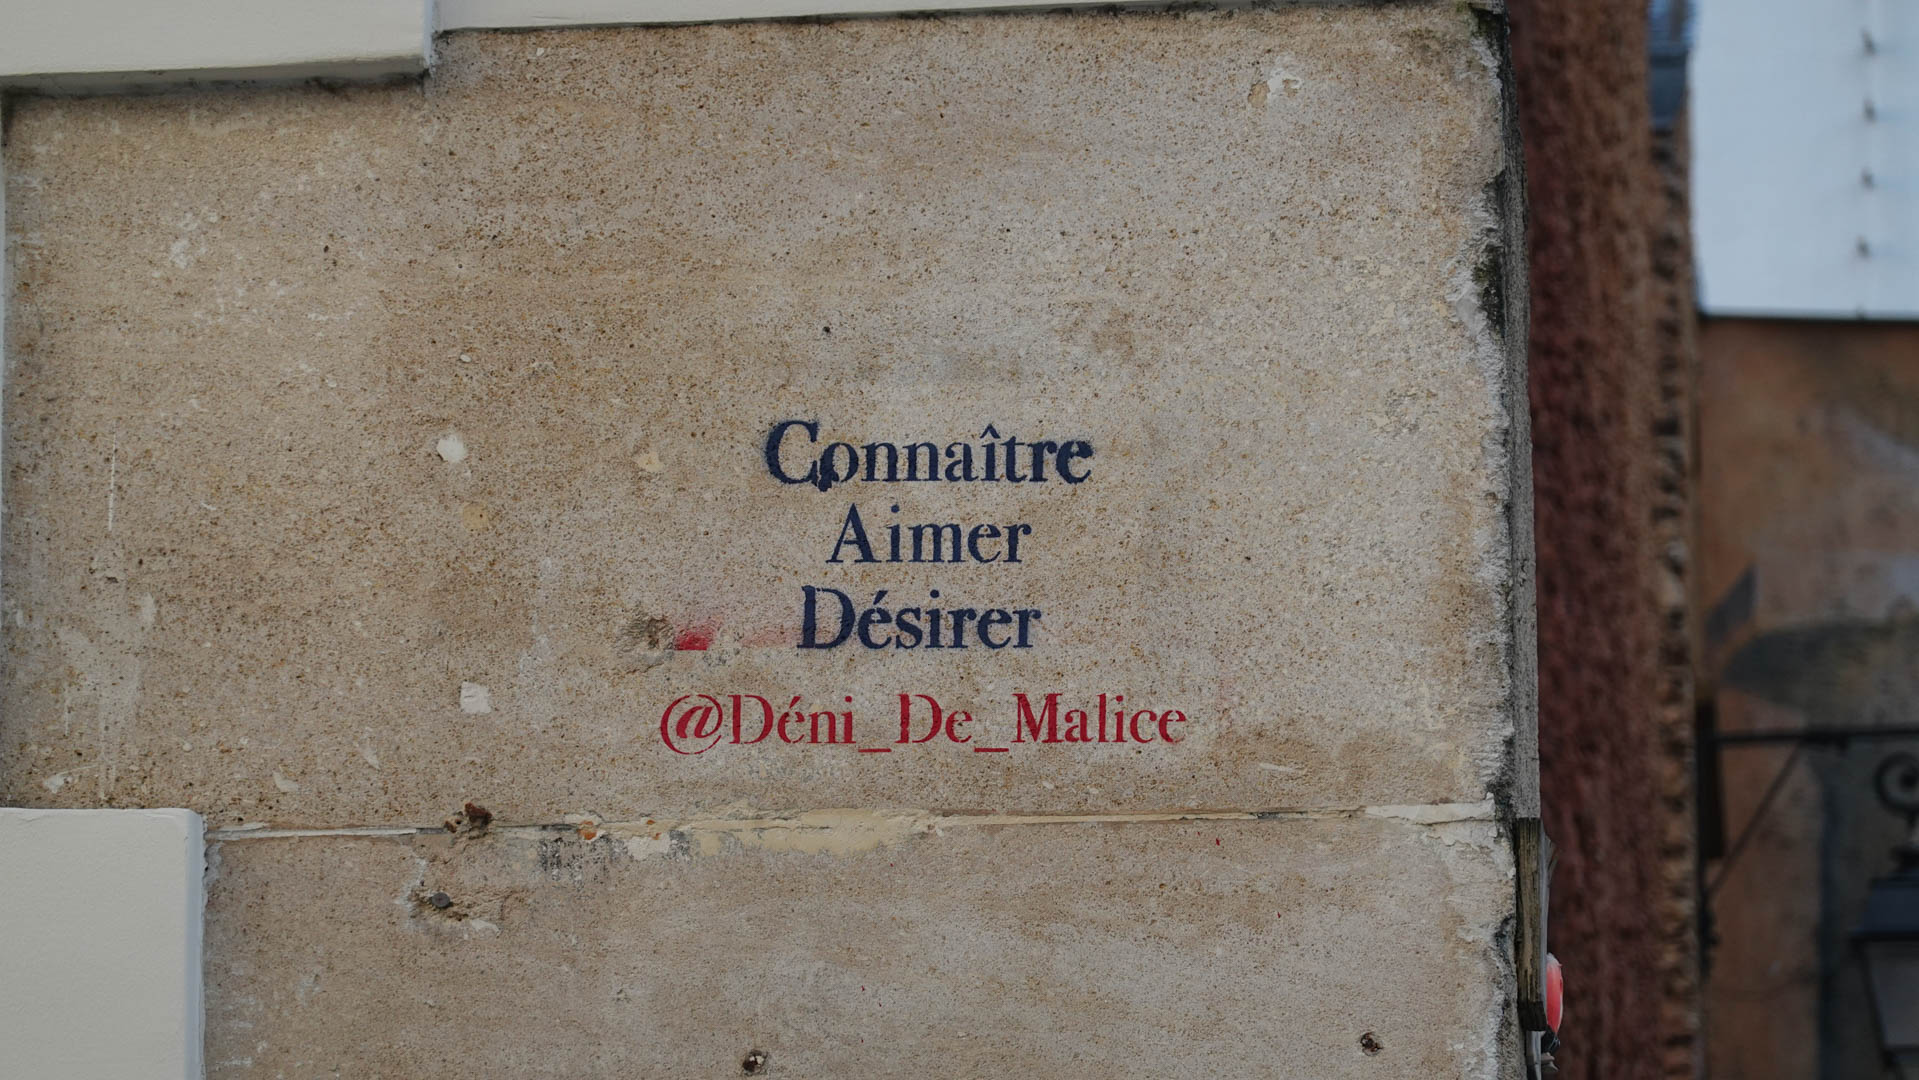 Connaître
Aimer
Désirer
@Déni_De_Malice